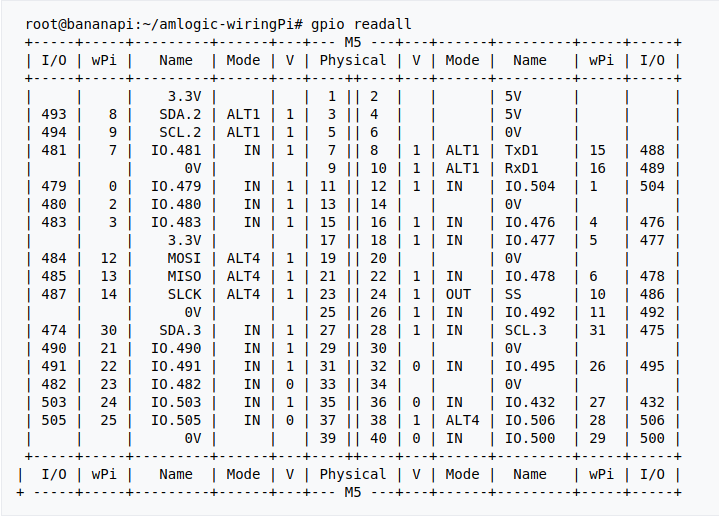 root@bananapi:~/amlogic-wiringPi# gpio readall
+-----+-----+---------+------+---+--- M5 ---+---+------+---------+-----+-----+
| I/O | wPi |   Name  | Mode | V | Physical | V | Mode |  Name   | wPi | I/O |
+-----+-----+---------+------+---+----++----+---+------+---------+-----+-----+
|     |     |    3.3V |      |   |  1 || 2  |   |      | 5V      |     |     |
| 493 |   8 |   SDA.2 | ALT1 | 1 |  3 || 4  |   |      | 5V      |     |     |
| 494 |   9 |   SCL.2 | ALT1 | 1 |  5 || 6  |   |      | 0V      |     |     |
| 481 |   7 |  IO.481 |   IN | 1 |  7 || 8  | 1 | ALT1 | TxD1    | 15  | 488 |
|     |     |      0V |      |   |  9 || 10 | 1 | ALT1 | RxD1    | 16  | 489 |
| 479 |   0 |  IO.479 |   IN | 1 | 11 || 12 | 1 | IN   | IO.504  | 1   | 504 |
| 480 |   2 |  IO.480 |   IN | 1 | 13 || 14 |   |      | 0V      |     |     |
| 483 |   3 |  IO.483 |   IN | 1 | 15 || 16 | 1 | IN   | IO.476  | 4   | 476 |
|     |     |    3.3V |      |   | 17 || 18 | 1 | IN   | IO.477  | 5   | 477 |
| 484 |  12 |    MOSI | ALT4 | 1 | 19 || 20 |   |      | 0V      |     |     |
| 485 |  13 |    MISO | ALT4 | 1 | 21 || 22 | 1 | IN   | IO.478  | 6   | 478 |
| 487 |  14 |    SLCK | ALT4 | 1 | 23 || 24 | 1 | OUT  | SS      | 10  | 486 |
|     |     |      0V |      |   | 25 || 26 | 1 | IN   | IO.492  | 11  | 492 |
| 474 |  30 |   SDA.3 |   IN | 1 | 27 || 28 | 1 | IN   | SCL.3   | 31  | 475 |
| 490 |  21 |  IO.490 |   IN | 1 | 29 || 30 |   |      | 0V      |     |     |
| 491 |  22 |  IO.491 |   IN | 1 | 31 || 32 | 0 | IN   | IO.495  | 26  | 495 |
| 482 |  23 |  IO.482 |   IN | 0 | 33 || 34 |   |      | 0V      |     |     |
| 503 |  24 |  IO.503 |   IN | 1 | 35 || 36 | 0 | IN   | IO.432  | 27  | 432 |
| 505 |  25 |  IO.505 |   IN | 0 | 37 || 38 | 1 | ALT4 | IO.506  | 28  | 506 |
|     |     |      0V |      |   | 39 || 40 | 0 | IN   | IO.500  | 29  | 500 |
+-----+-----+---------+------+---+----++----+---+------+---------+-----+-----+
|  I/O | wPi |   Name  | Mode | V | Physical | V | Mode |  Name   | wPi | I/O |
+ -----+-----+---------+------+---+--- M5 ---+---+------+---------+-----+-----+